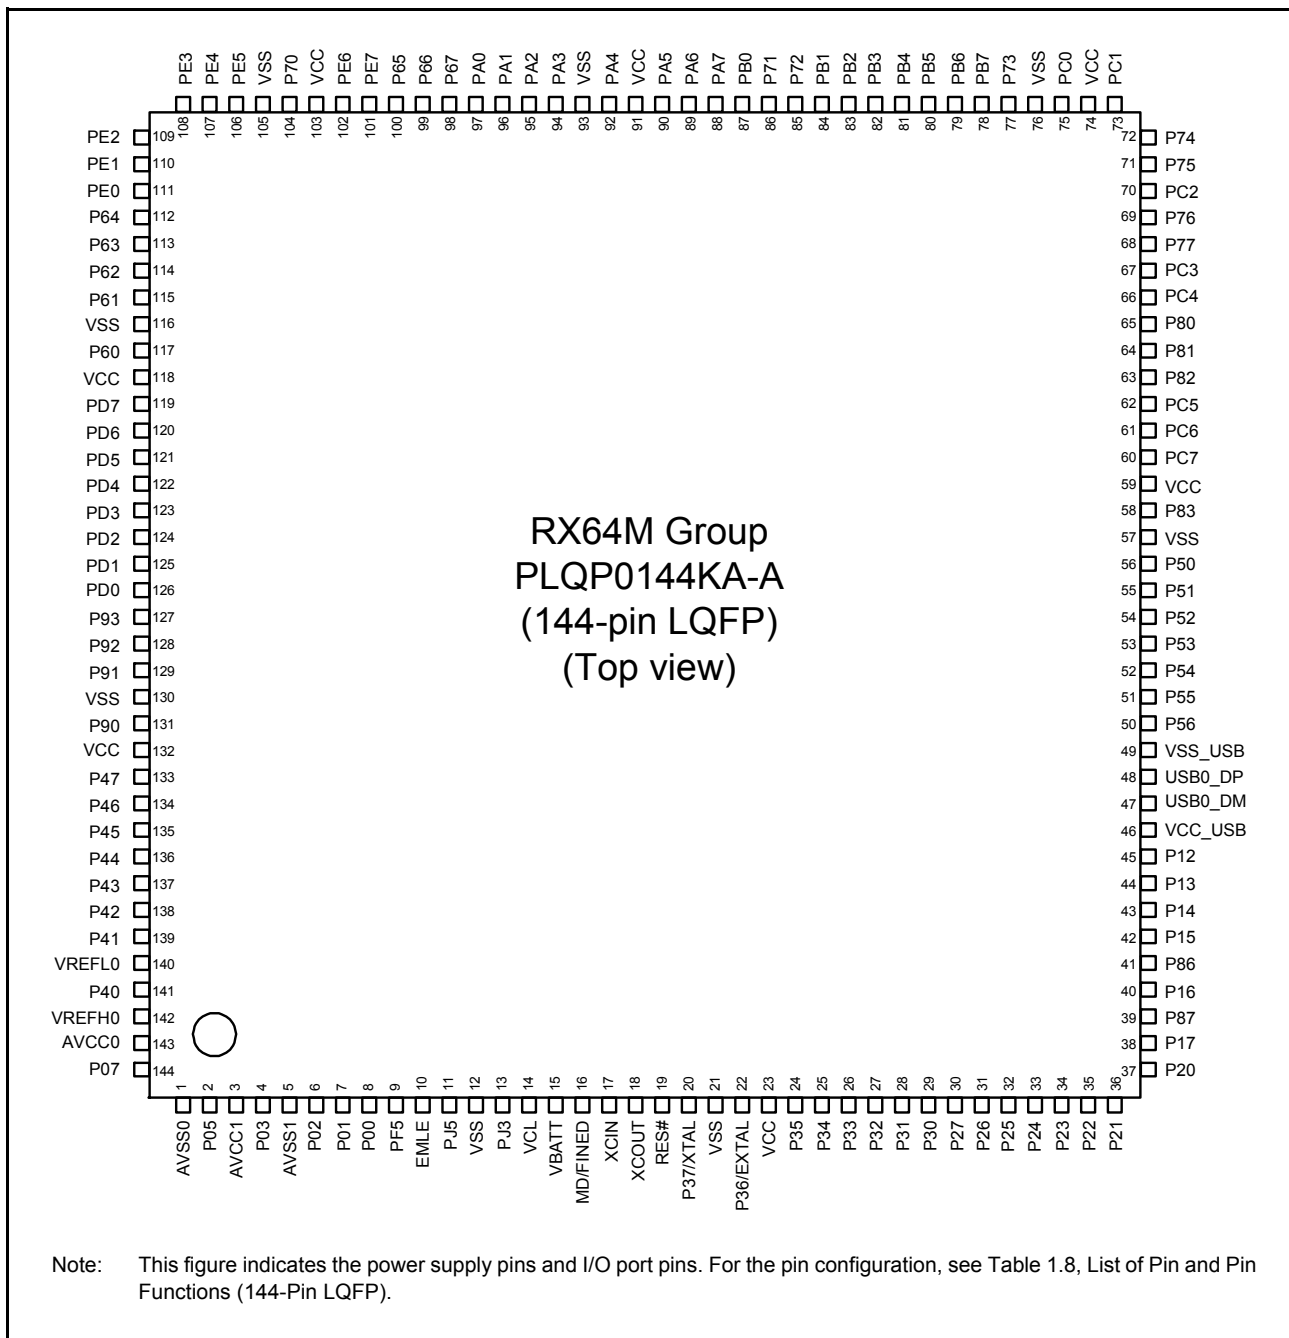 PE3 PE4 PE5 VSS P70 VCC PE6 PE7 P65 P66 P67 PA0 PA1 PA2 PA3 VSS PA4 VCC PA5 PA6 PA7 PB0 P71 P72 PB1 PB2 PB3 PB4 PB5 PB6 PB7 P73 VSS PC0 VCC PC1
108 107 106 105 104 103 102 101 100 99 98 97 96 95 94 93 92 91 90 89 88 87 86 85 84 83 82 81 80 79 78 77 76 75 74 73
PE2 109
PE1 110
PE0 111
P64 112
P63 113
P62 114
P61 115
VSS 116
P60 117
VCC 118
PD7 119
PD6 120
PD5 121
PD4 122
PD3 123
PD2 124
PD1 125
PD0 126
P93 127
P92 128
P91 129
VSS 130
P90 131
VCC 132
P47 133
P46 134
P45 135
P44 136
P43 137
P42 138
P41 139
VREFL0 140
P40 141
VREFH0 142
AVCC0 143
P07 144
RX64M Group
PLQP0144KA-A
(144-pin LQFP)
(Top view)
72 P74
71 P75
70 PC2
69 P76
68 P77
67 PC3
66 PC4
65 P80
64 P81
63 P82
62 PC5
61 PC6
60 PC7
59 VCC
58 P83
57 VSS
56 P50
55 P51
54 P52
53 P53
52 P54
51 P55
50 P56
49 VSS_USB
48 USB0_DP
47 USB0_DM
46 VCC_USB
45 P12
44 P13
43 P14
42 P15
41 P86
40 P16
39 P87
38 P17
37 P20
1 2 3 4 5 6 7 8 9 10 11 12 13 14 15 16 17 18 19 20 21 22 23 24 25 26 27 28 29 30 31 32 33 34 35 36
AVSS0 P05 AVCC1 P03 AVSS1 P02 P01 P00 PF5 EMLE PJ5 VSS PJ3 VCL VBATT MD/FINED XCIN XCOUT RES# P37/XTAL VSS P36/EXTAL VCC P35 P34 P33 P32 P31 P30 P27 P26 P25 P24 P23 P22 P21
Note: This figure indicates the power supply pins and I/O port pins. For the pin configuration, see Table 1.8, List of Pin and Pin
Functions (144-Pin LQFP).